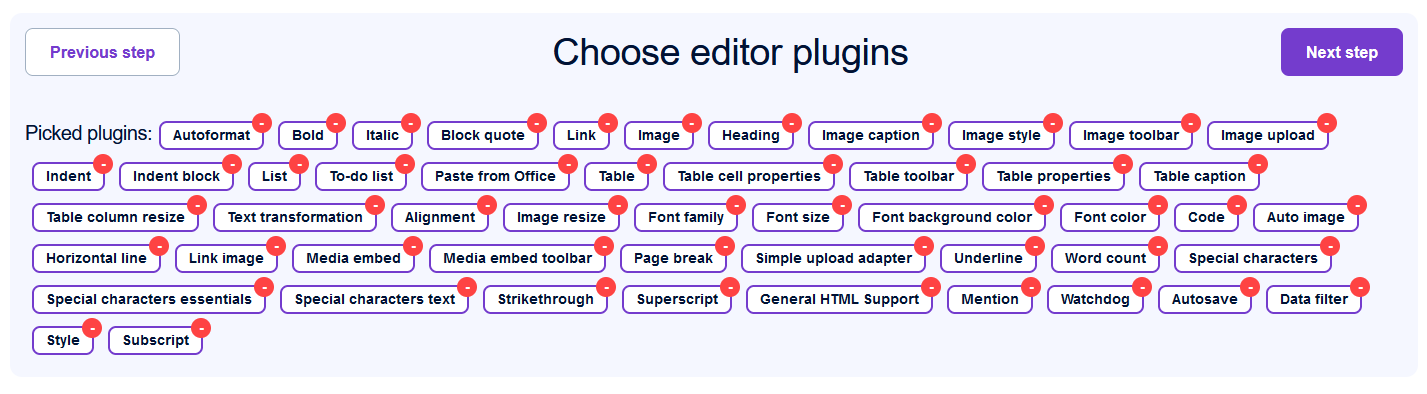 Previous step
Choose editor plugins
Next step
Picked plugins: Autoformat - Bold - Italic - Block quote - Link - Image - Heading - Image caption - Image style - Image toolbar - Image upload -
Indent - Indent block - List - To-do list - Paste from Office - Table - Table cell properties - Table toolbar - Table properties - Table caption -
Table column resize - Text transformation - Alignment - Image resize - Font family - Font size - Font background color - Font color - Code - Auto image -
Horizontal line - Link image - Media embed - Media embed toolbar - Page break - Simple upload adapter - Underline - Word count - Special characters -
Special characters essentials - Special characters text - Strikethrough - Superscript - General HTML Support - Mention - Watchdog - Autosave - Data filter -
Style - Subscript -